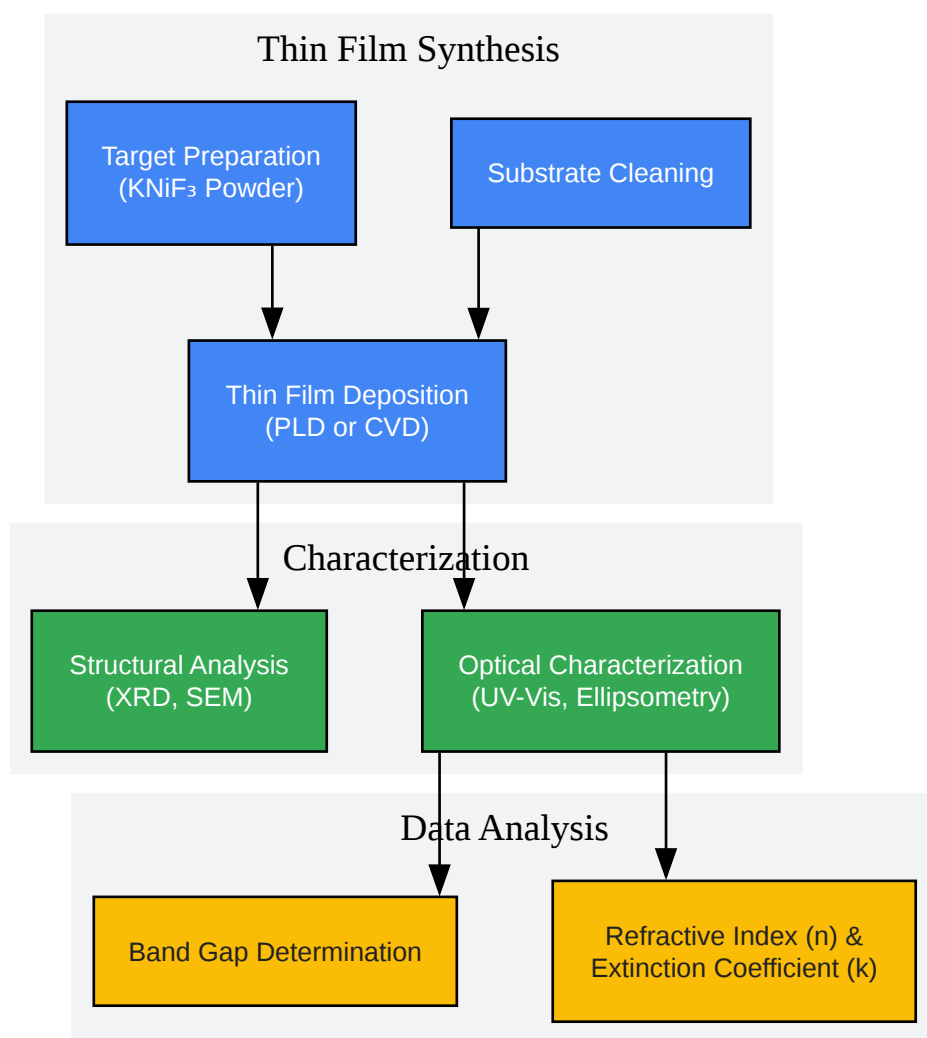 Thin Film Synthesis
Target Preparation
(KNiF₃ Powder)
Substrate Cleaning
Thin Film Deposition
(PLD or CVD)
Characterization
Structural Analysis
(XRD, SEM)
Optical Characterization
(UV-Vis, Ellipsometry)
Data Analysis
Band Gap Determination
Refractive Index (n) &
Extinction Coefficient (k)